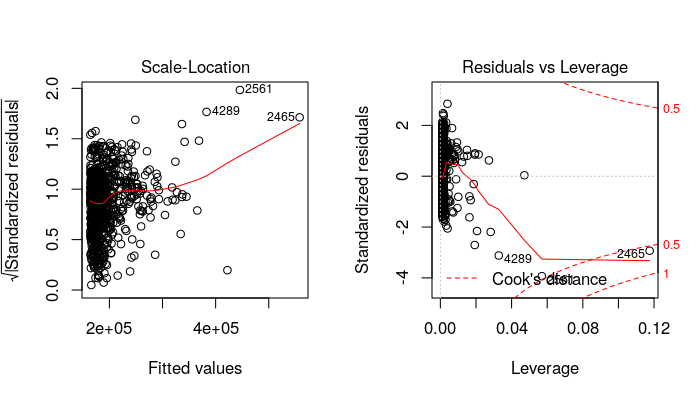 Scale-Location
√|Standardized residuals|
2.0
1.5
1.0
0.5
0.0
2561
4289
2465
2e+05
4e+05
Fitted values
Residuals vs Leverage
Standardized residuals
2
0
-2
-4
0.5
0.5
1
2465
4289
2561
Cook's distance
0.00
0.04
0.08
0.12
Leverage